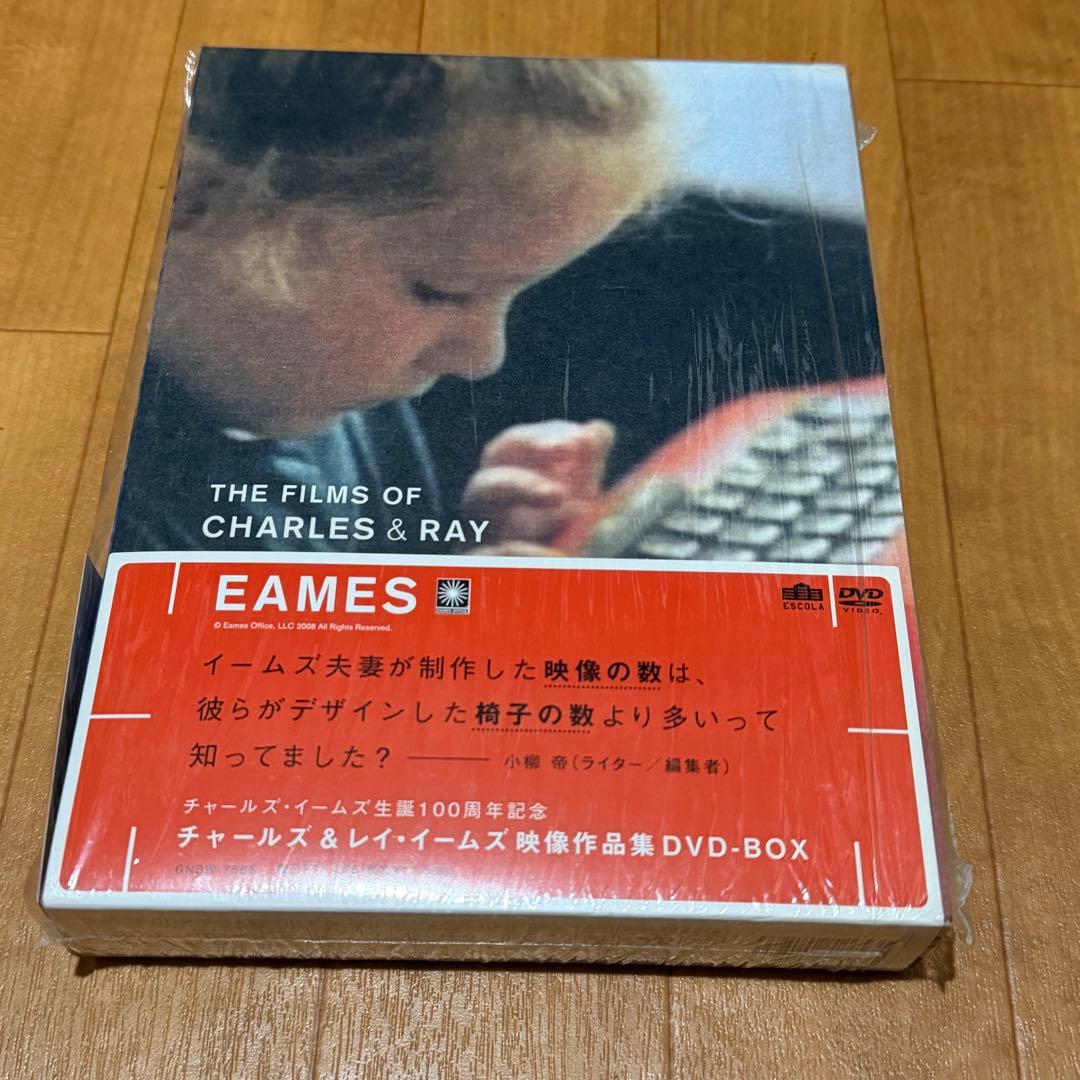 THE FILMS OF
CHARLES & RAY
EAMES
EAMES OFFICE
ESCOLA
DVD
VIDEO
© Eames Office, LLC 2008 All Rights Reserved.
イームズ夫妻が制作した映像の数は、
彼らがデザインした椅子の数より多いって
知ってました? ——— 小柳 帝(ライター/編集者)
チャールズ・イームズ生誕100周年記念
チャールズ&レイ・イームズ 映像作品集 DVD-BOX